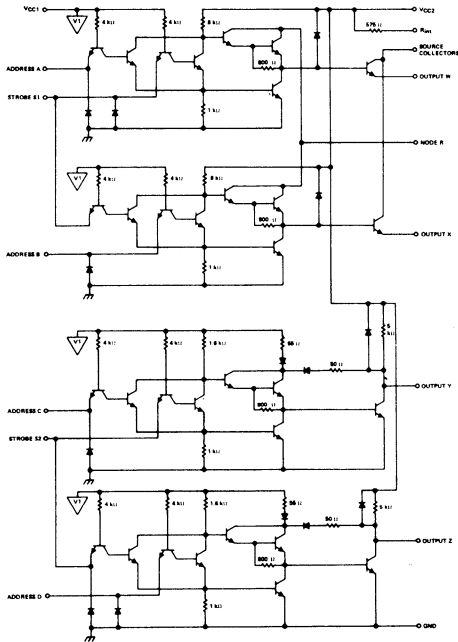 VCC1
V1
4 kΩ
4 kΩ
8 kΩ
VCC2
575 Ω
RINT
SOURCE
COLLECTORS
ADDRESS A
800 Ω
OUTPUT W
STROBE S1
1 kΩ
NODE R
V1
4 kΩ
4 kΩ
8 kΩ
800 Ω
OUTPUT X
ADDRESS B
1 kΩ
V1
4 kΩ
4 kΩ
1.6 kΩ
55 Ω
5
kΩ
50 Ω
OUTPUT Y
800 Ω
ADDRESS C
STROBE S2
1 kΩ
V1
4 kΩ
4 kΩ
1.6 kΩ
55 Ω
5 kΩ
50 Ω
OUTPUT Z
800 Ω
ADDRESS D
1 kΩ
GND